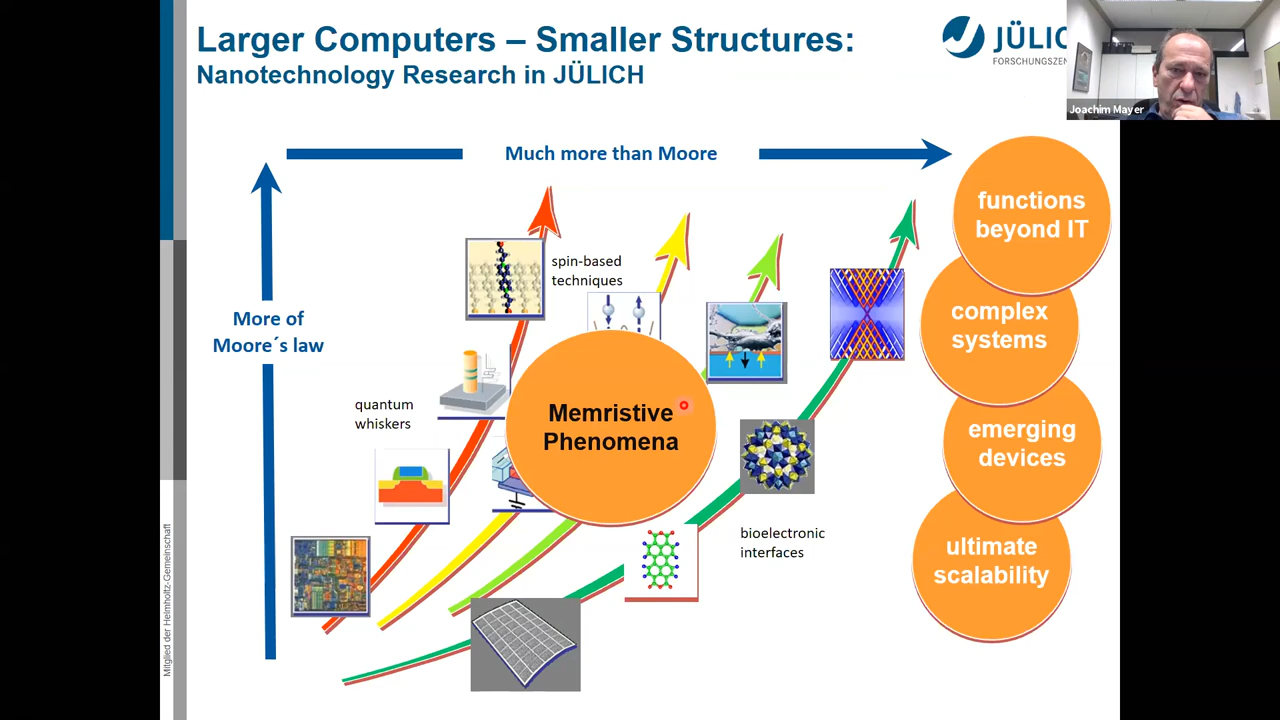 Larger Computers – Smaller Structures:
Nanotechnology Research in JÜLICH
JÜLIC
FORSCHUNGSZEN
Joachim Mayer
Much more than Moore
functions
beyond IT
spin-based
techniques
More of
Moore´s law
complex
systems
quantum
whiskers
Memristive
Phenomena
emerging
devices
bioelectronic
interfaces
ultimate
scalability
Mitglied der Helmholtz-Gemeinschaft